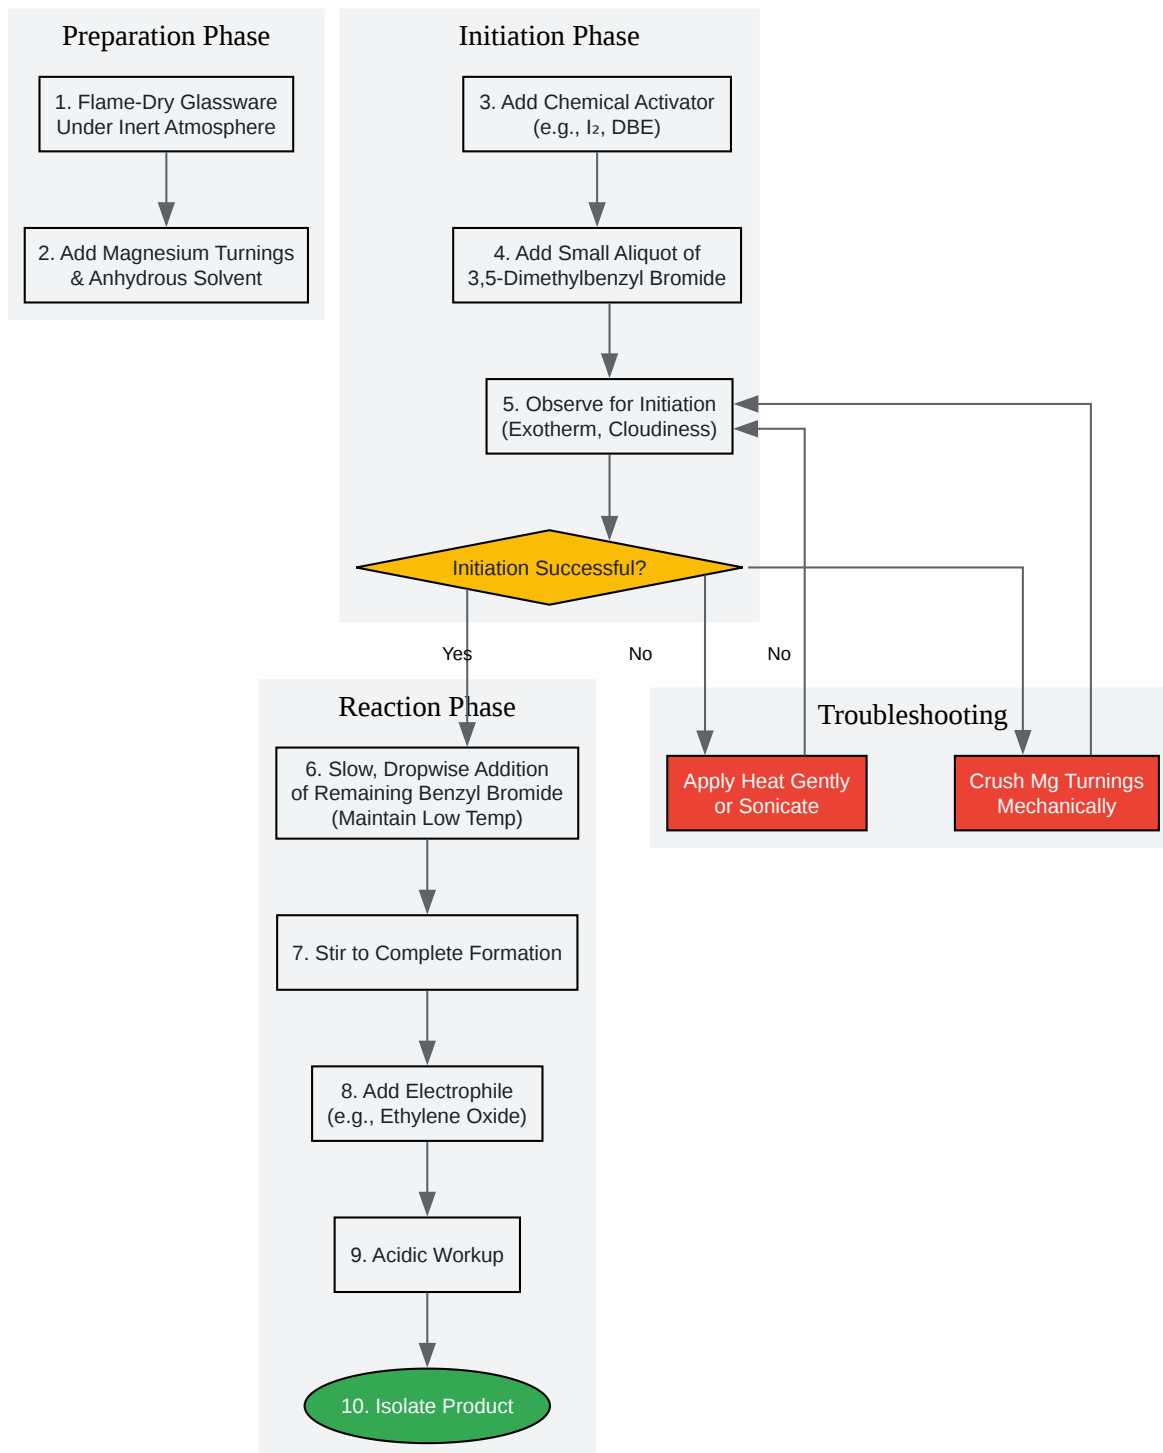 Preparation Phase
1. Flame-Dry Glassware
Under Inert Atmosphere
2. Add Magnesium Turnings
& Anhydrous Solvent
Initiation Phase
3. Add Chemical Activator
(e.g., I₂, DBE)
4. Add Small Aliquot of
3,5-Dimethylbenzyl Bromide
5. Observe for Initiation
(Exotherm, Cloudiness)
Initiation Successful?
Yes
No
No
Reaction Phase
6. Slow, Dropwise Addition
of Remaining Benzyl Bromide
(Maintain Low Temp)
7. Stir to Complete Formation
8. Add Electrophile
(e.g., Ethylene Oxide)
9. Acidic Workup
10. Isolate Product
Troubleshooting
Apply Heat Gently
or Sonicate
Crush Mg Turnings
Mechanically